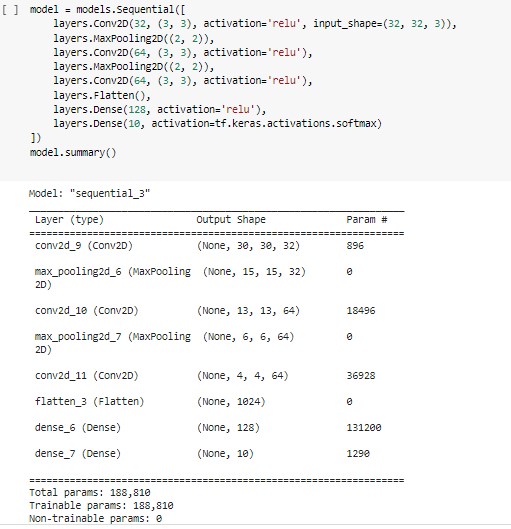 [ ] model = models.Sequential([
layers.Conv2D(32, (3, 3), activation='relu', input_shape=(32, 32, 3)),
layers.MaxPooling2D((2, 2)),
layers.Conv2D(64, (3, 3), activation='relu'),
layers.MaxPooling2D((2, 2)),
layers.Conv2D(64, (3, 3), activation='relu'),
layers.Flatten(),
layers.Dense(128, activation='relu'),
layers.Dense(10, activation=tf.keras.activations.softmax)
])
model.summary()
Model: "sequential_3"
Layer (type) Output Shape Param #
=================================================================
conv2d_9 (Conv2D) (None, 30, 30, 32) 896
max_pooling2d_6 (MaxPooling (None, 15, 15, 32) 0
2D)
conv2d_10 (Conv2D) (None, 13, 13, 64) 18496
max_pooling2d_7 (MaxPooling (None, 6, 6, 64) 0
2D)
conv2d_11 (Conv2D) (None, 4, 4, 64) 36928
flatten_3 (Flatten) (None, 1024) 0
dense_6 (Dense) (None, 128) 131200
dense_7 (Dense) (None, 10) 1290
=================================================================
Total params: 188,810
Trainable params: 188,810
Non-trainable params: 0